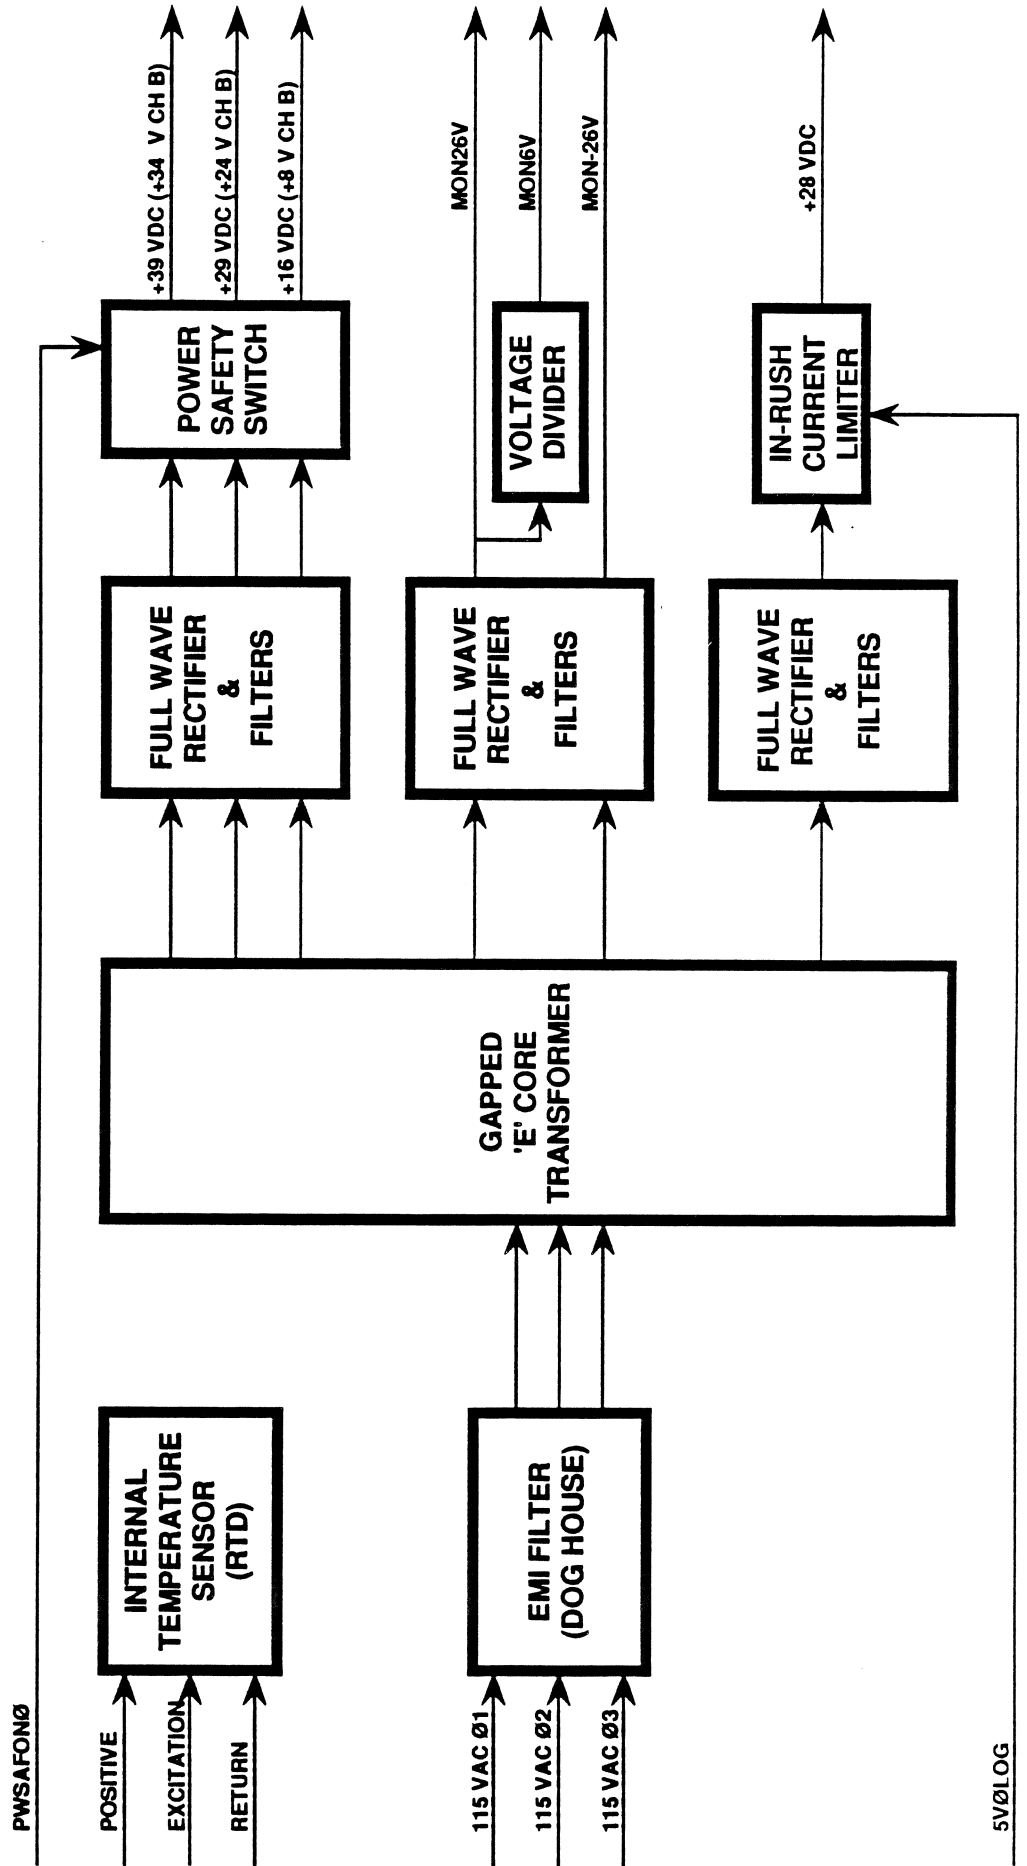 PWSAFONØ
POSITIVE
EXCITATION
RETURN
INTERNAL
TEMPERATURE
SENSOR
(RTD)
115 VAC Ø1
115 VAC Ø2
115 VAC Ø3
EMI FILTER
(DOG HOUSE)
GAPPED
'E' CORE
TRANSFORMER
FULL WAVE
RECTIFIER
&
FILTERS
FULL WAVE
RECTIFIER
&
FILTERS
FULL WAVE
RECTIFIER
&
FILTERS
POWER
SAFETY
SWITCH
VOLTAGE
DIVIDER
IN-RUSH
CURRENT
LIMITER
+39 VDC (+34 V CH B)
+29 VDC (+24 V CH B)
+16 VDC (+8 V CH B)
MON26V
MON6V
MON-26V
+28 VDC
5VØLOG